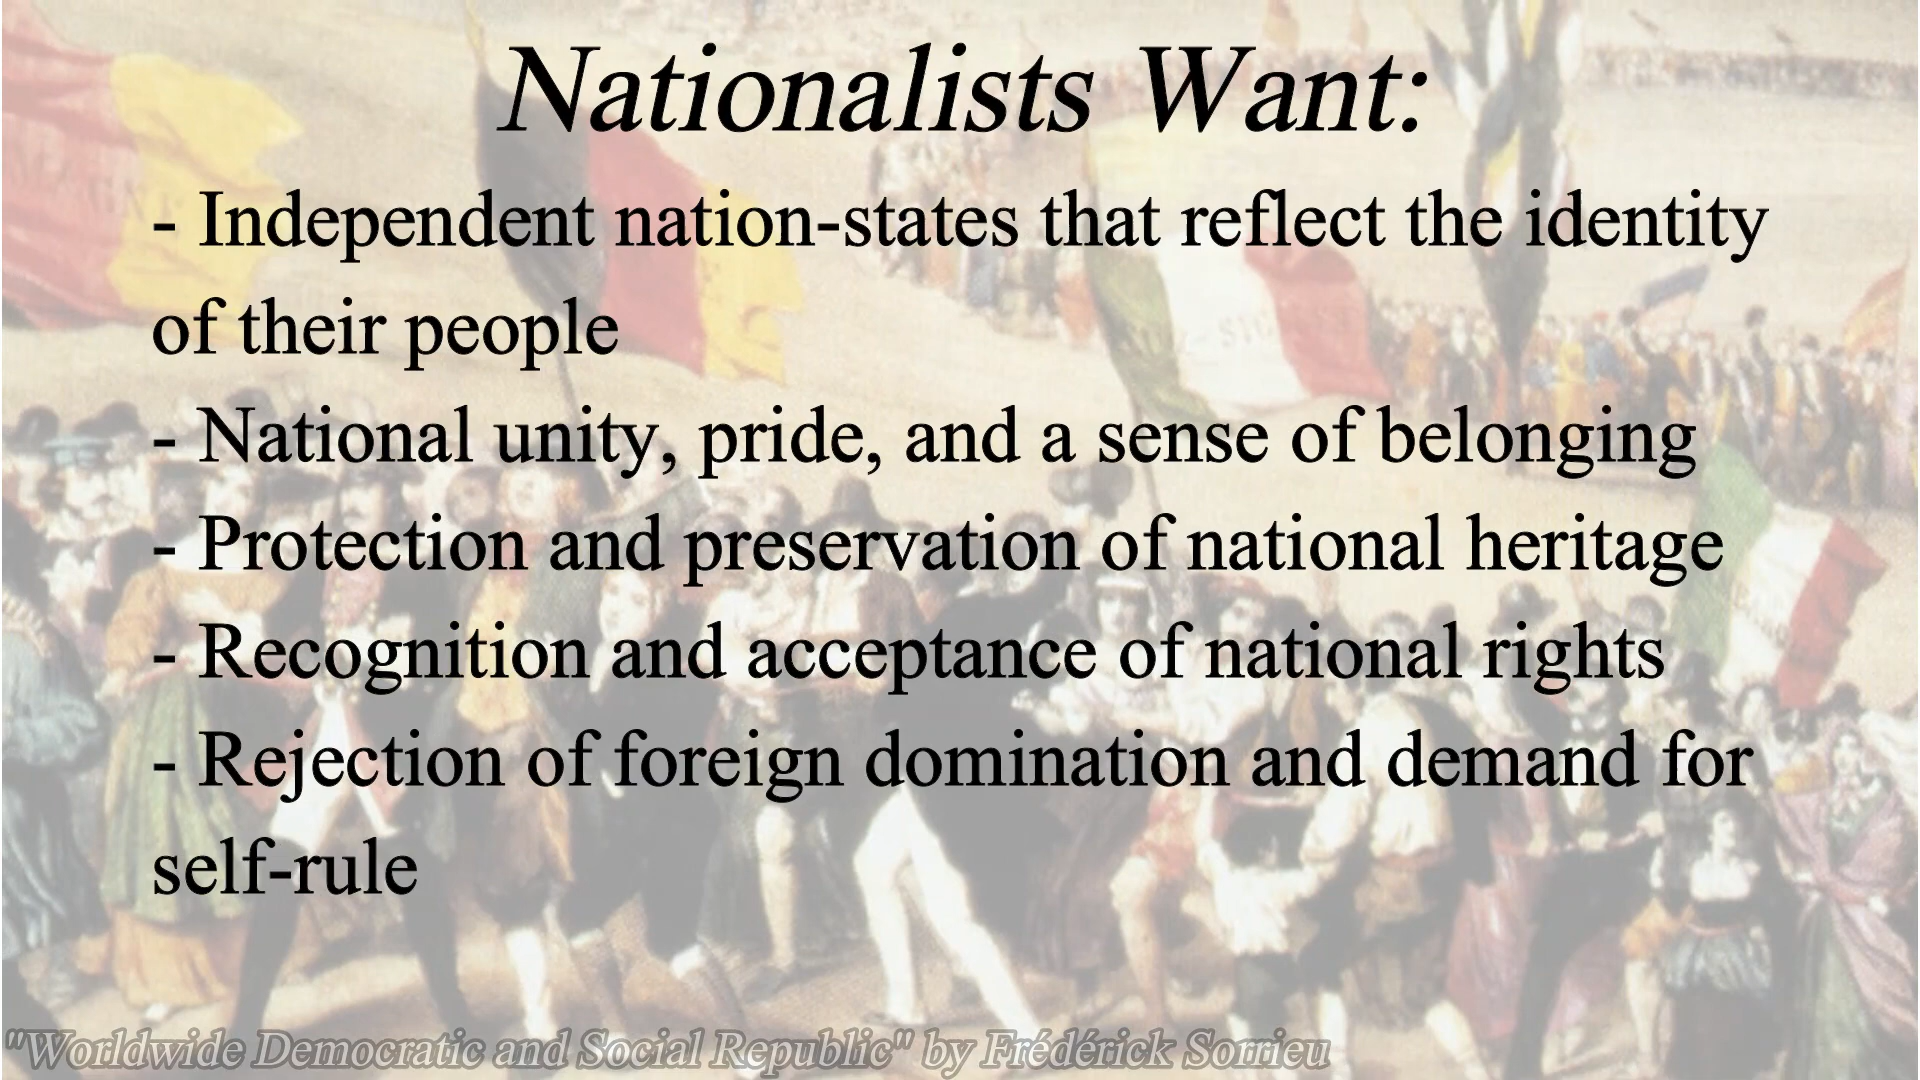 Nationalists Want:
- Independent nation-states that reflect the identity
of their people
- National unity, pride, and a sense of belonging
- Protection and preservation of national heritage
- Recognition and acceptance of national rights
- Rejection of foreign domination and demand for
self-rule
"Worldwide Democratic and Social Republic" by Frédérick Sorrieu